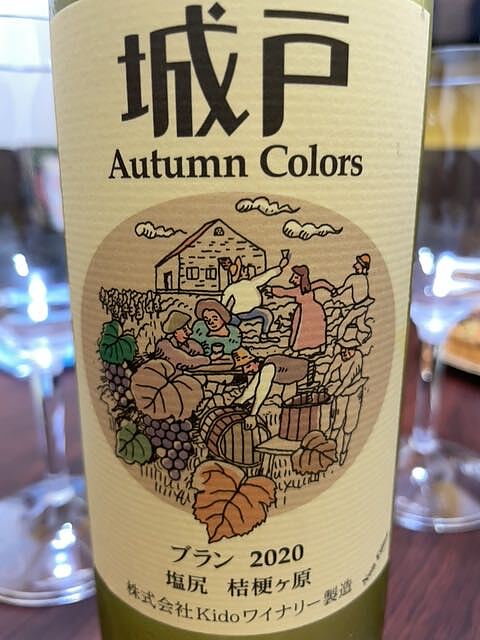 城戸
Autumn Colors
ブラン 2020
塩尻 桔梗ヶ原
株式会社Kidoワイナリー製造